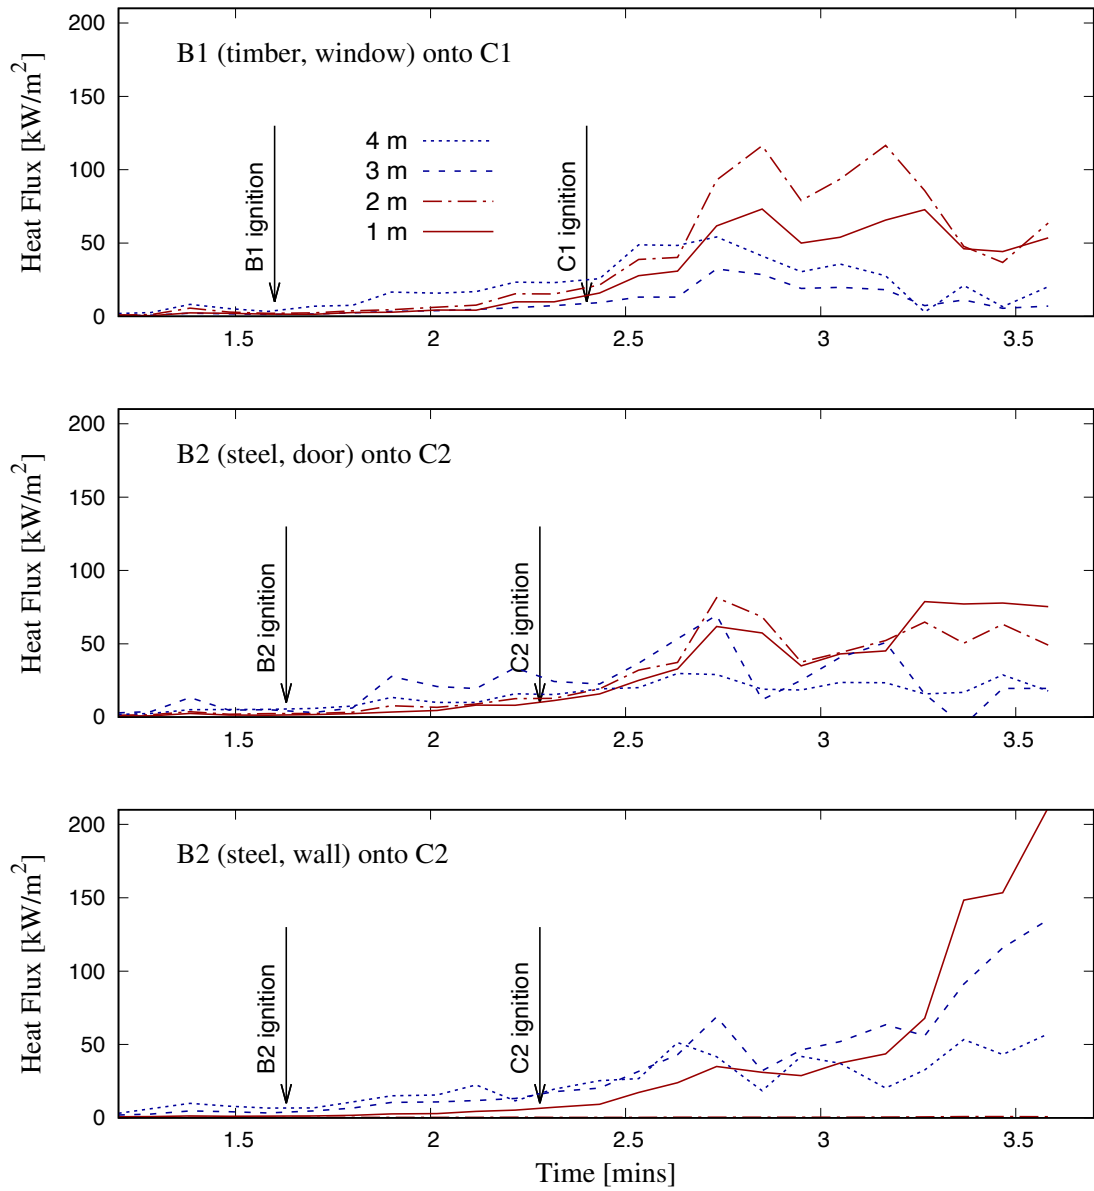 B1 (timber, window) onto C1
Heat Flux [kW/m²]
200
150
100
50
0
1.5 2 2.5 3 3.5
B1 ignition
C1 ignition
4 m
3 m
2 m
1 m
B2 (steel, door) onto C2
Heat Flux [kW/m²]
200
150
100
50
0
1.5 2 2.5 3 3.5
B2 ignition
C2 ignition
B2 (steel, wall) onto C2
Heat Flux [kW/m²]
200
150
100
50
0
1.5 2 2.5 3 3.5
B2 ignition
C2 ignition
Time [mins]